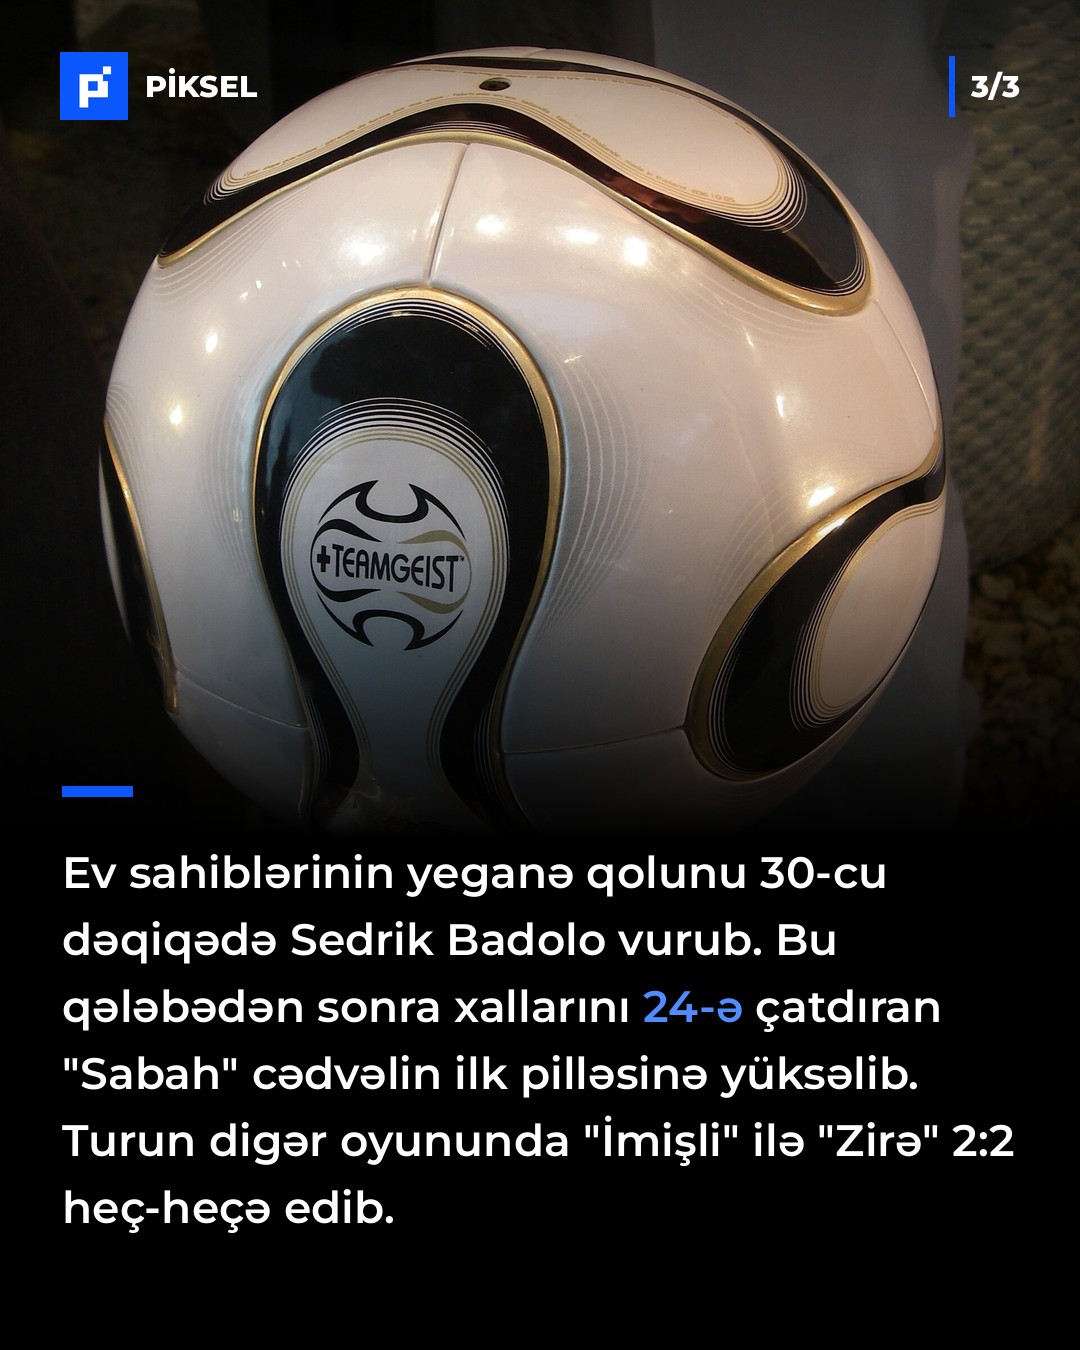 PİKSEL
3/3
+TEAMGEIST
Ev sahiblərinin yeganə qolunu 30-cu
dəqiqədə Sedrik Badolo vurub. Bu
qələbədən sonra xallarını 24-ə çatdıran
"Sabah" cədvəlin ilk pilləsinə yüksəlib.
Turun digər oyununda "İmişli" ilə "Zirə" 2:2
heç-heçə edib.